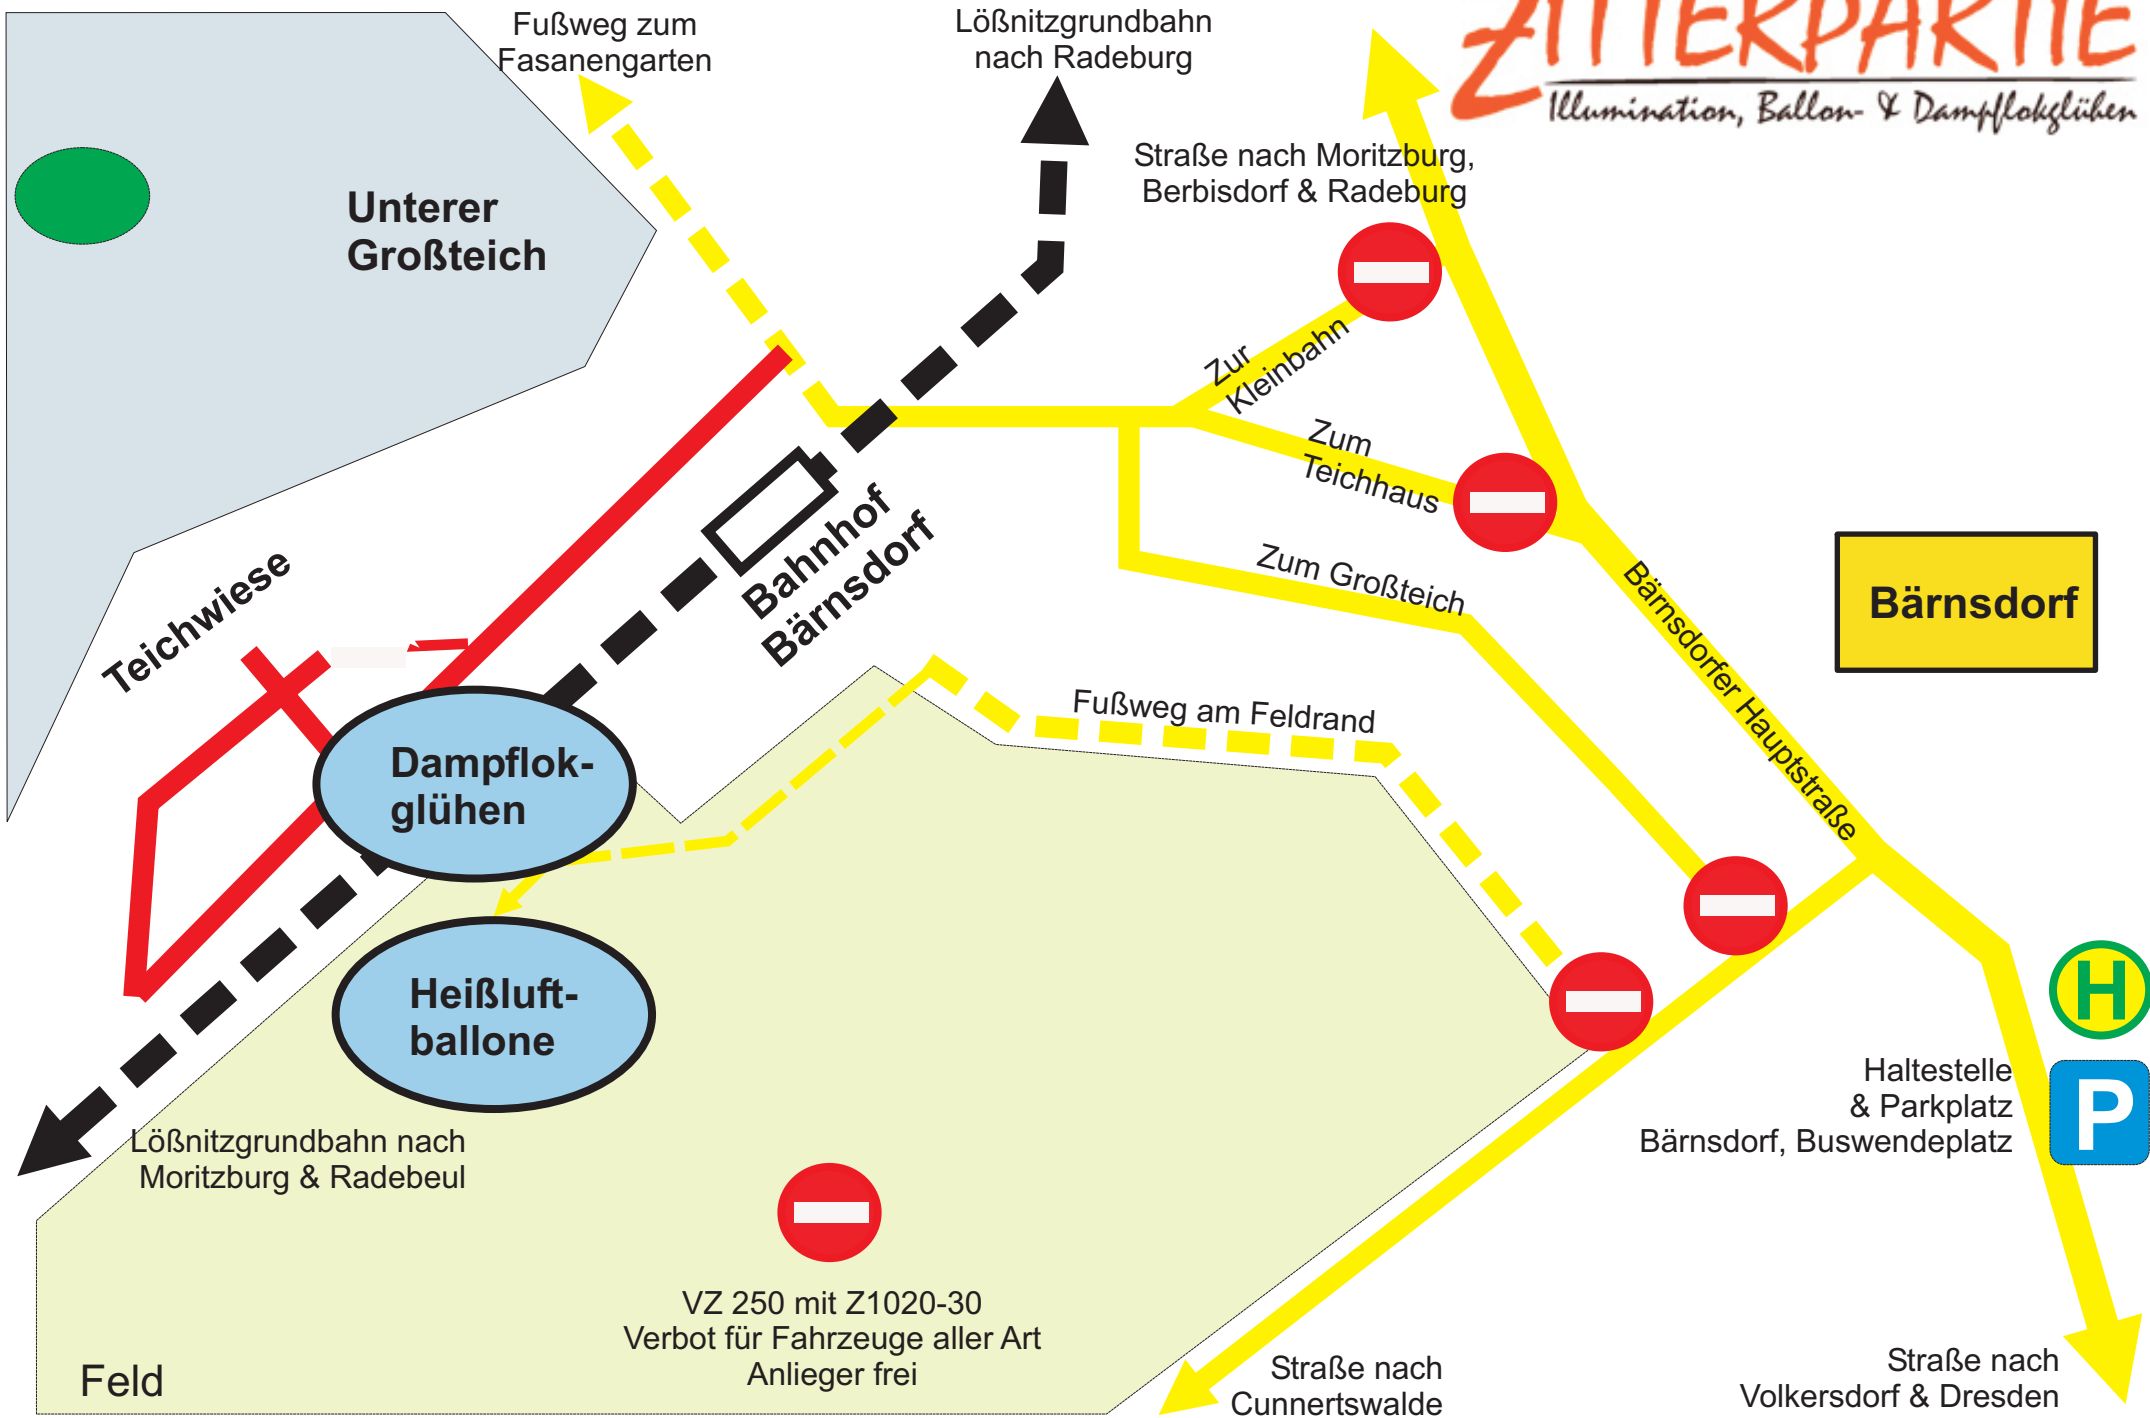 Fußweg zum
Fasanengarten
Lößnitzgrundbahn
nach Radeburg
ZITTERPARTIE
Illumination, Ballon- & Dampflokglühen
Straße nach Moritzburg,
Berbisdorf & Radeburg
Unterer
Großteich
Zur
Kleinbahn
Zum
Teichhaus
Zum Großteich
Bahnhof
Bärnsdorf
Teichwiese
Bärnsdorfer Hauptstraße
Bärnsdorf
Fußweg am Feldrand
Dampflok-
glühen
Heißluft-
ballone
H
P
Haltestelle
& Parkplatz
Bärnsdorf, Buswendeplatz
Lößnitzgrundbahn nach
Moritzburg & Radebeul
VZ 250 mit Z1020-30
Verbot für Fahrzeuge aller Art
Anlieger frei
Feld
Straße nach
Cunnertswalde
Straße nach
Volkersdorf & Dresden